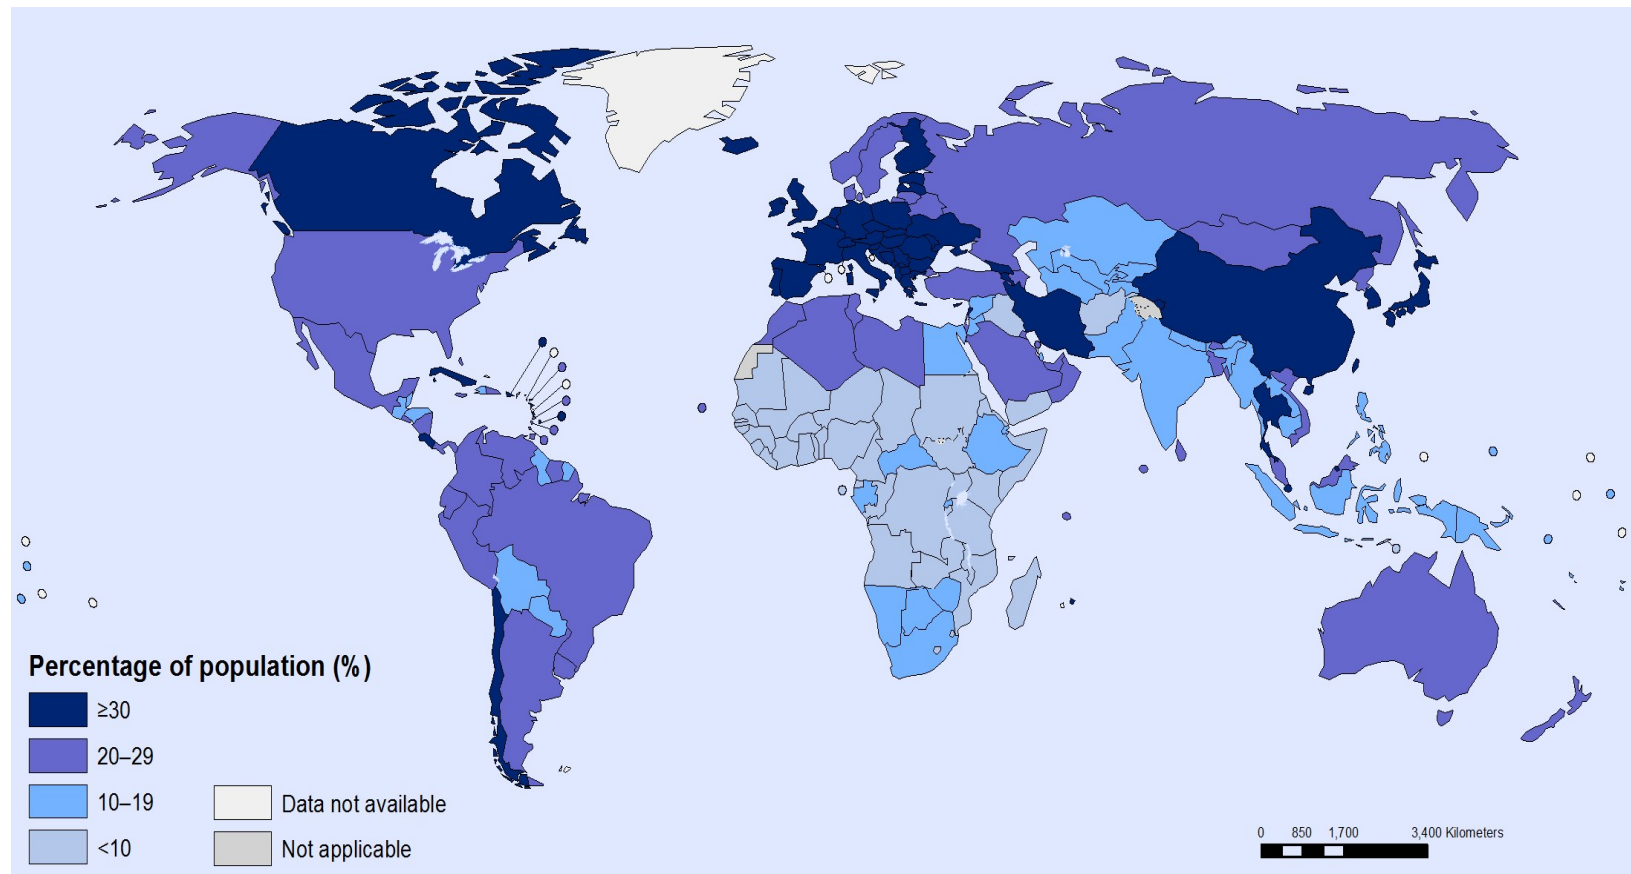 Percentage of population (%)
≥30
20–29
10–19
<10
Data not available
Not applicable
0 850 1,700 3,400 Kilometers